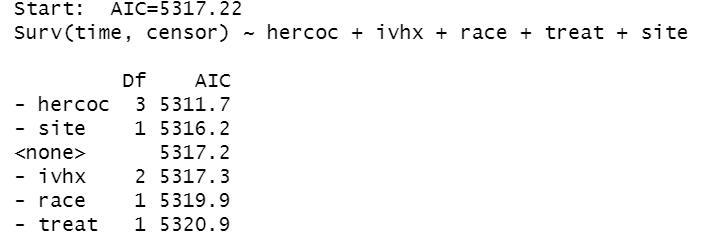 Start:  AIC=5317.22
Surv(time, censor) ~ hercoc + ivhx + race + treat + site

         Df    AIC
- hercoc  3 5311.7
- site    1 5316.2
<none>      5317.2
- ivhx    2 5317.3
- race    1 5319.9
- treat   1 5320.9